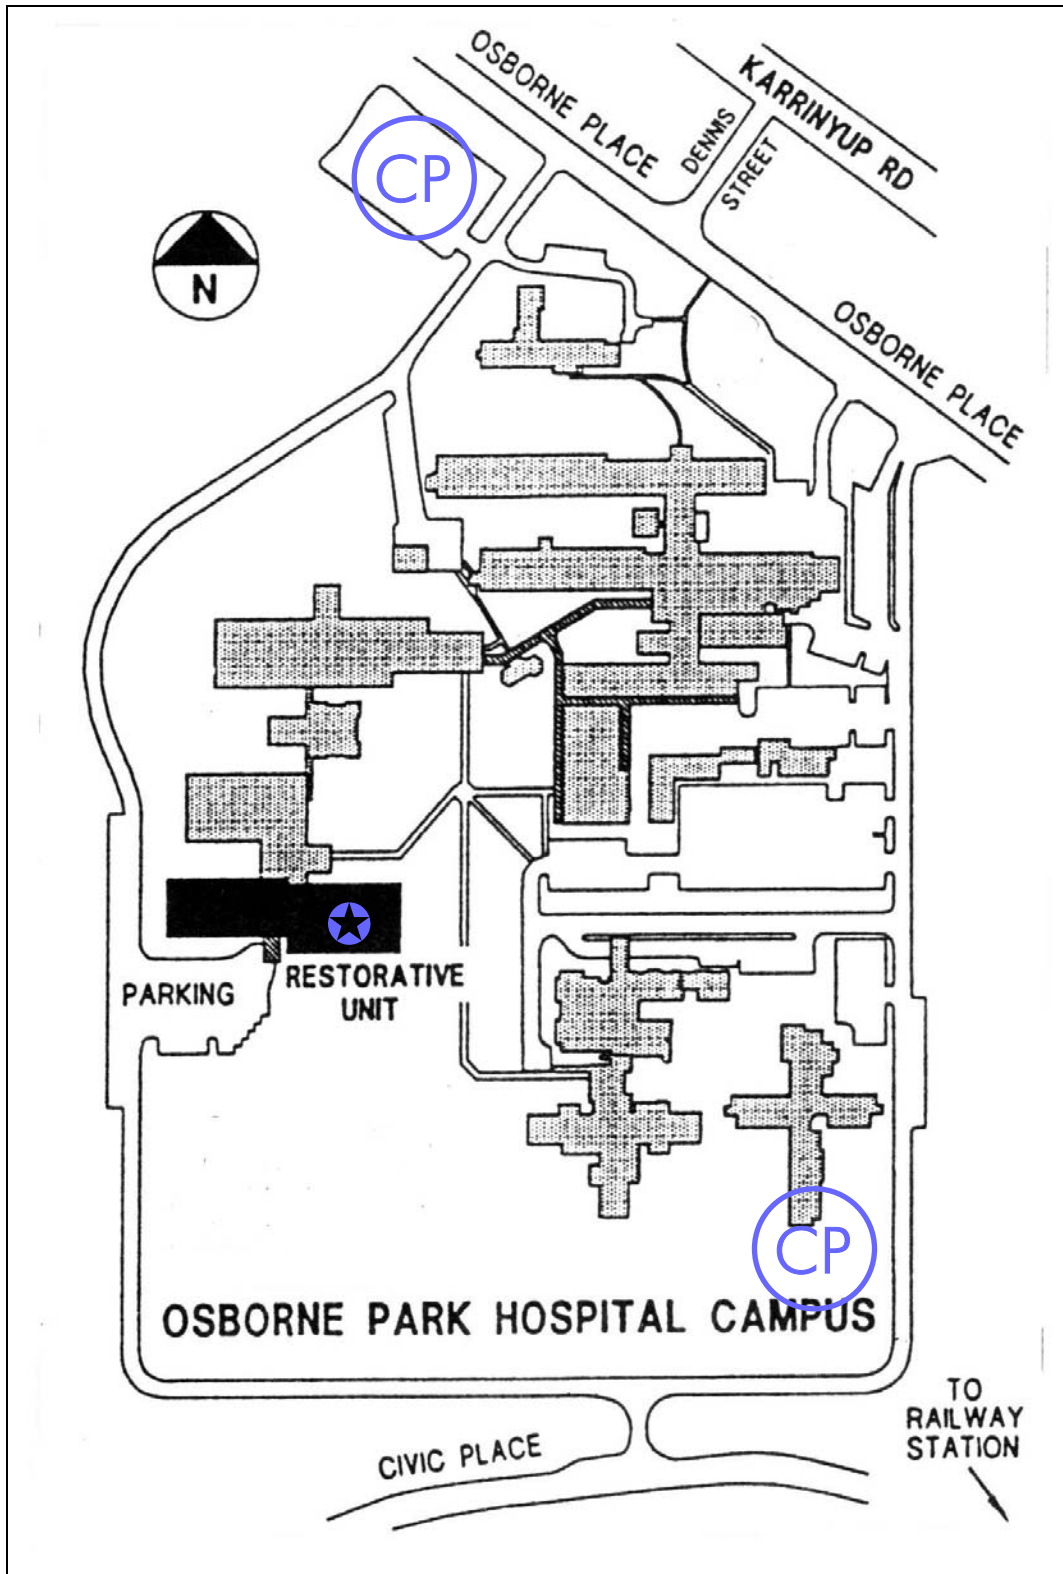 OSBORNE PLACE
KARRINYUP RD
DENNIS
STREET
CP
N
OSBORNE PLACE
RESTORATIVE
UNIT
PARKING
CP
OSBORNE PARK HOSPITAL CAMPUS
TO
RAILWAY
STATION
CIVIC PLACE